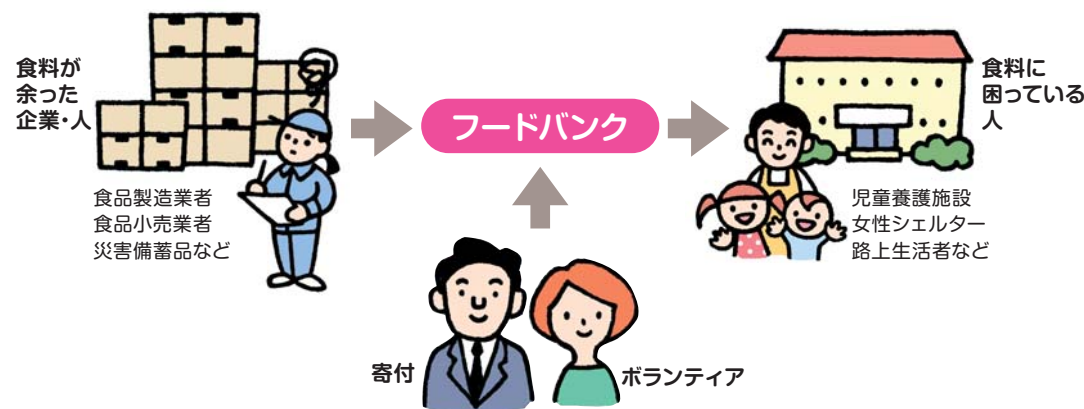 食料が
余った
企業・人
食品製造業者
食品小売業者
災害備蓄品など
フードバンク
食料に
困っている
人
児童養護施設
女性シェルター
路上生活者など
寄付
ボランティア